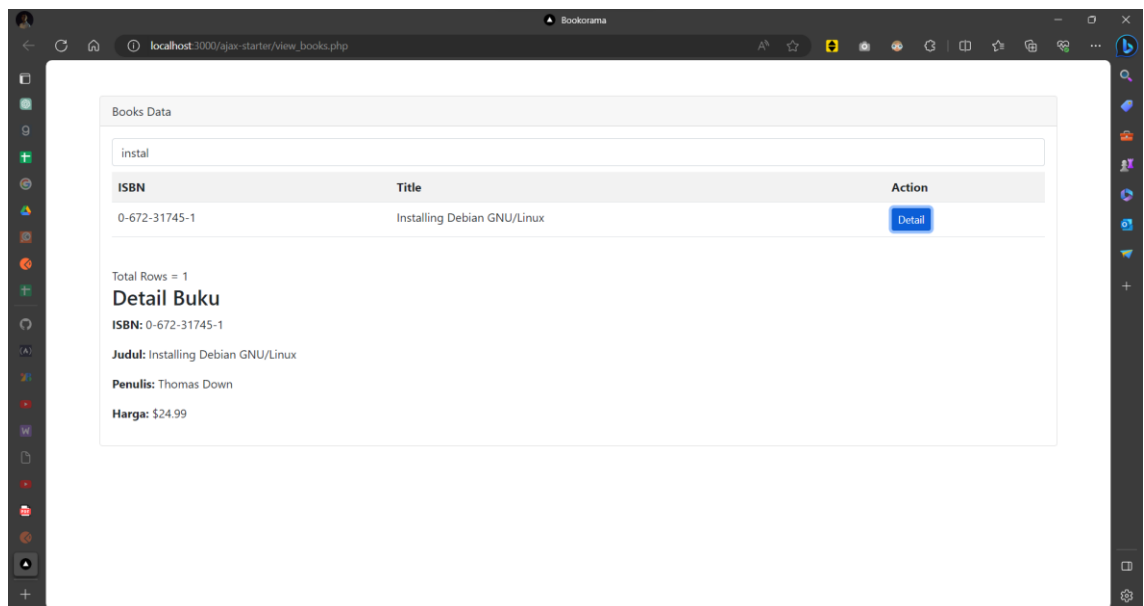 Bookorama
localhost:3000/ajax-starter/view_books.php
Books Data
instal
ISBN Title Action
0-672-31745-1 Installing Debian GNU/Linux Detail
Total Rows = 1
Detail Buku
ISBN: 0-672-31745-1
Judul: Installing Debian GNU/Linux
Penulis: Thomas Down
Harga: $24.99